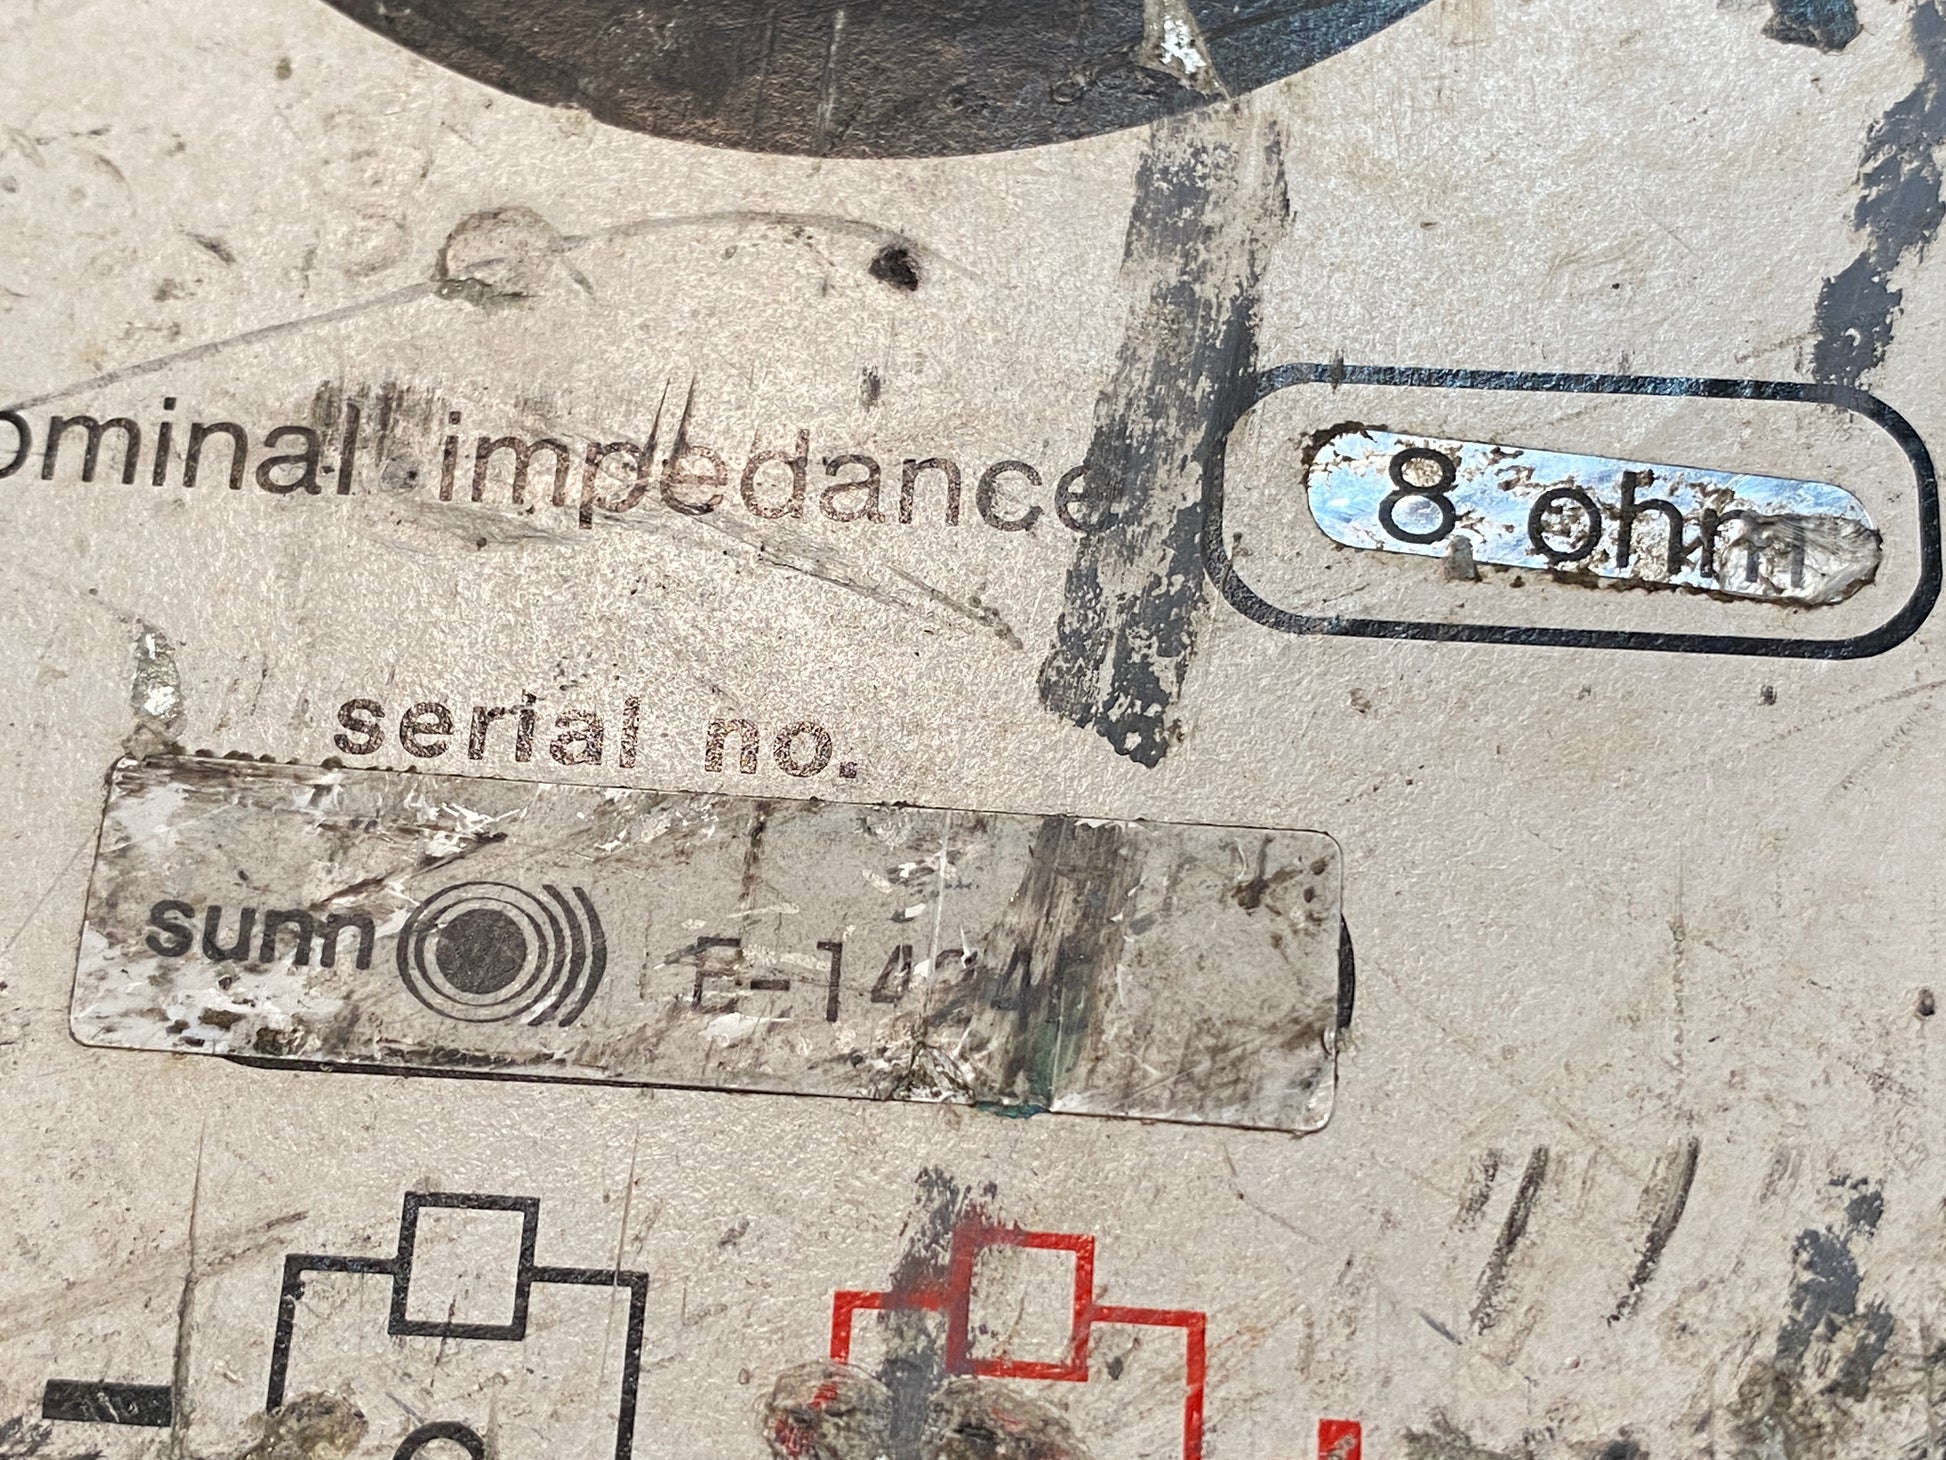 ominal impedance 8 ohm
serial no.
sunn